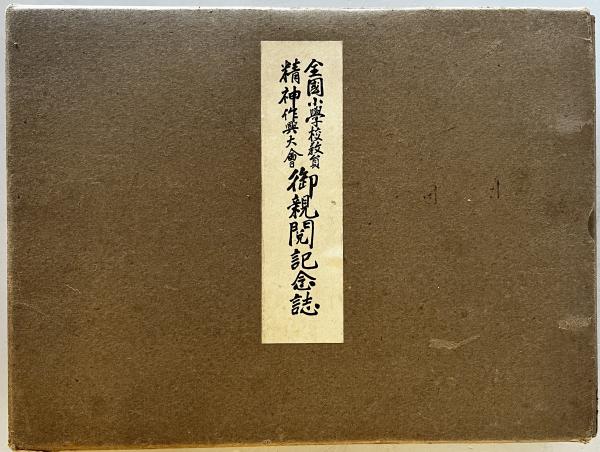 全國小學校教員
精神作興大會
御親閲記念誌